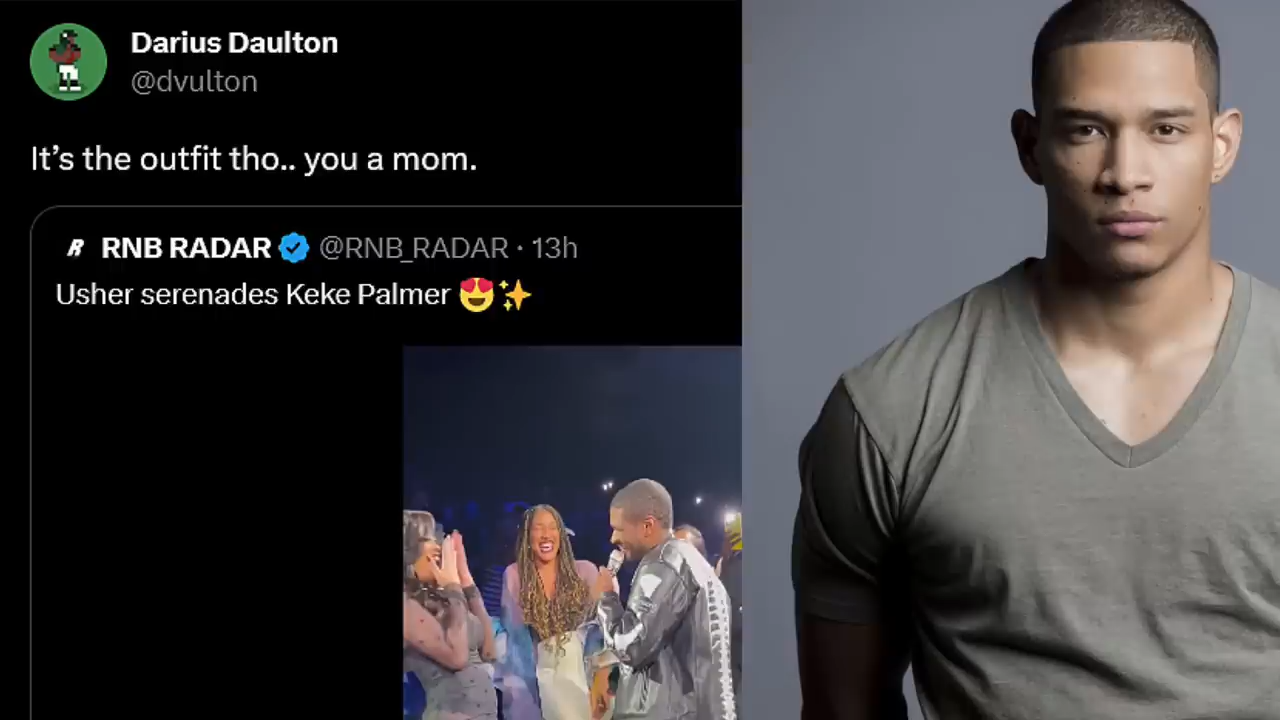 Darius Daulton
@dvulton
It’s the outfit tho.. you a mom.
RNB RADAR @RNB_RADAR · 13h
Usher serenades Keke Palmer 😍✨